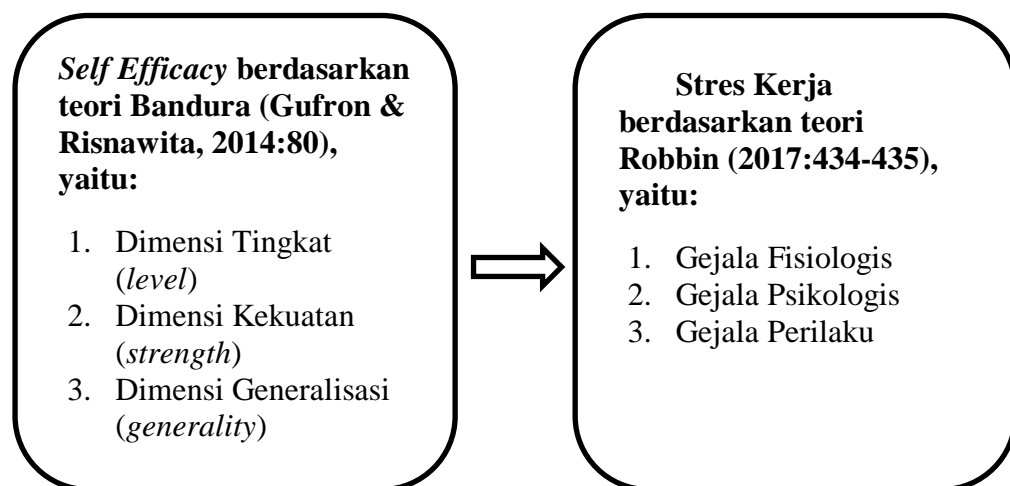 Self Efficacy berdasarkan
teori Bandura (Gufron &
Risnawita, 2014:80),
yaitu:
1. Dimensi Tingkat
(level)
2. Dimensi Kekuatan
(strength)
3. Dimensi Generalisasi
(generality)
Stres Kerja
berdasarkan teori
Robbin (2017:434-435),
yaitu:
1. Gejala Fisiologis
2. Gejala Psikologis
3. Gejala Perilaku